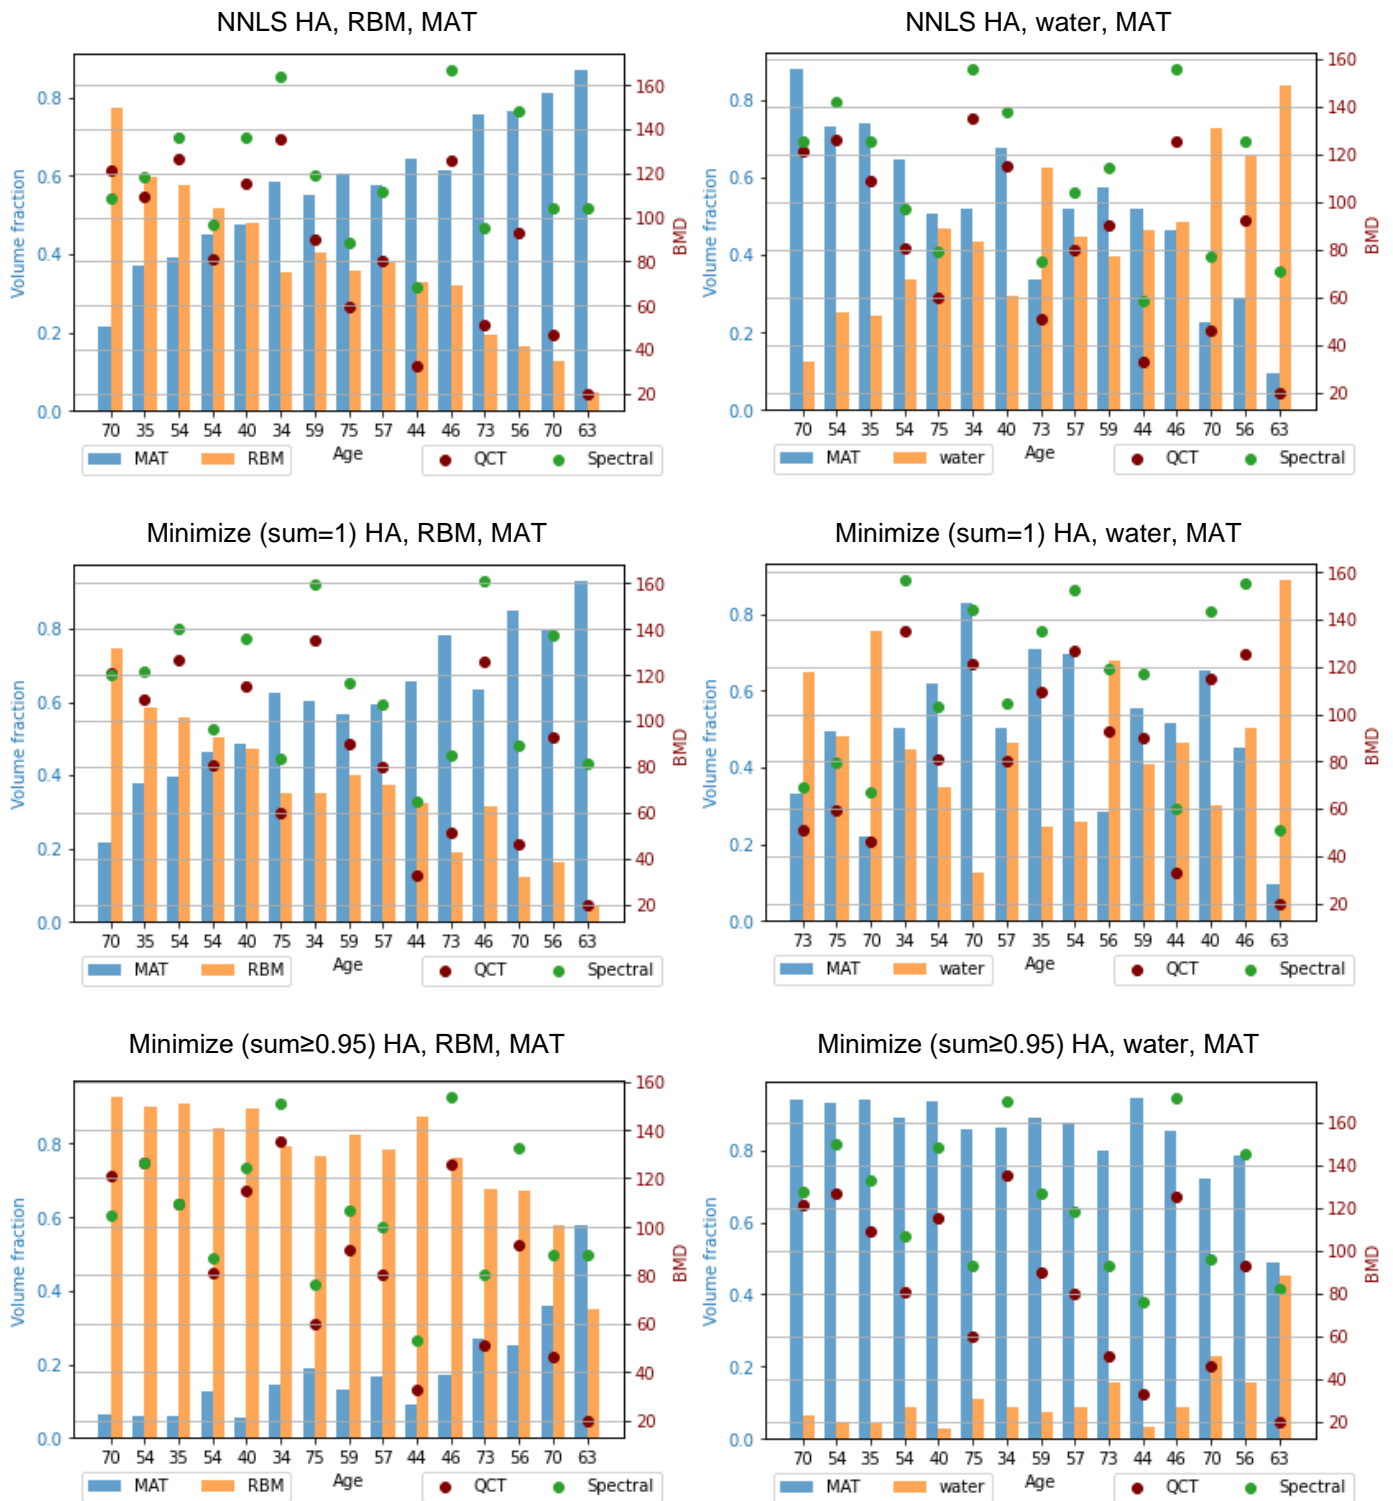 NNLS HA, RBM, MAT
0.8
0.6
0.4
0.2
0.0
Volume fraction
160
140
120
100
80
60
40
20
BMD
70 35 54 54 40 34 59 75 57 44 46 73 56 70 63
MAT RBM Age QCT Spectral
NNLS HA, water, MAT
0.8
0.6
0.4
0.2
0.0
Volume fraction
160
140
120
100
80
60
40
20
BMD
70 54 35 54 75 34 40 73 57 59 44 46 70 56 63
MAT water Age QCT Spectral
Minimize (sum=1) HA, RBM, MAT
0.8
0.6
0.4
0.2
0.0
Volume fraction
160
140
120
100
80
60
40
20
BMD
70 35 54 54 40 75 34 59 57 44 73 46 70 56 63
MAT RBM Age QCT Spectral
Minimize (sum=1) HA, water, MAT
0.8
0.6
0.4
0.2
0.0
Volume fraction
160
140
120
100
80
60
40
20
BMD
73 75 70 34 54 70 57 35 54 56 59 44 40 46 63
MAT water Age QCT Spectral
Minimize (sum≥0.95) HA, RBM, MAT
0.8
0.6
0.4
0.2
0.0
Volume fraction
160
140
120
100
80
60
40
20
BMD
70 54 35 54 40 34 75 59 57 44 46 73 56 70 63
MAT RBM Age QCT Spectral
Minimize (sum≥0.95) HA, water, MAT
0.8
0.6
0.4
0.2
0.0
Volume fraction
160
140
120
100
80
60
40
20
BMD
70 54 35 54 40 75 34 59 57 73 44 46 70 56 63
MAT water Age QCT Spectral